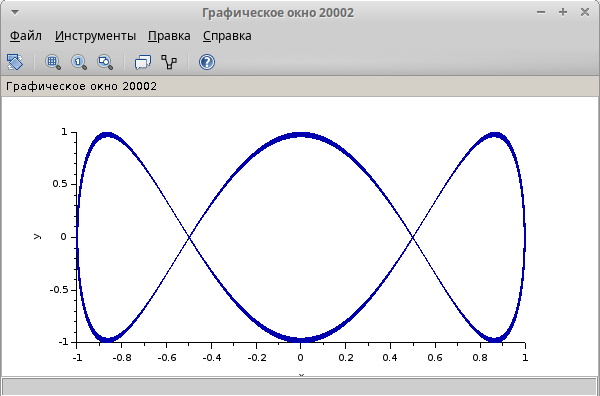 Графическое окно 20002
Файл Инструменты Правка Справка
Графическое окно 20002
1
0.5
0
-0.5
-1
y
-1 -0.8 -0.6 -0.4 -0.2 0 0.2 0.4 0.6 0.8 1